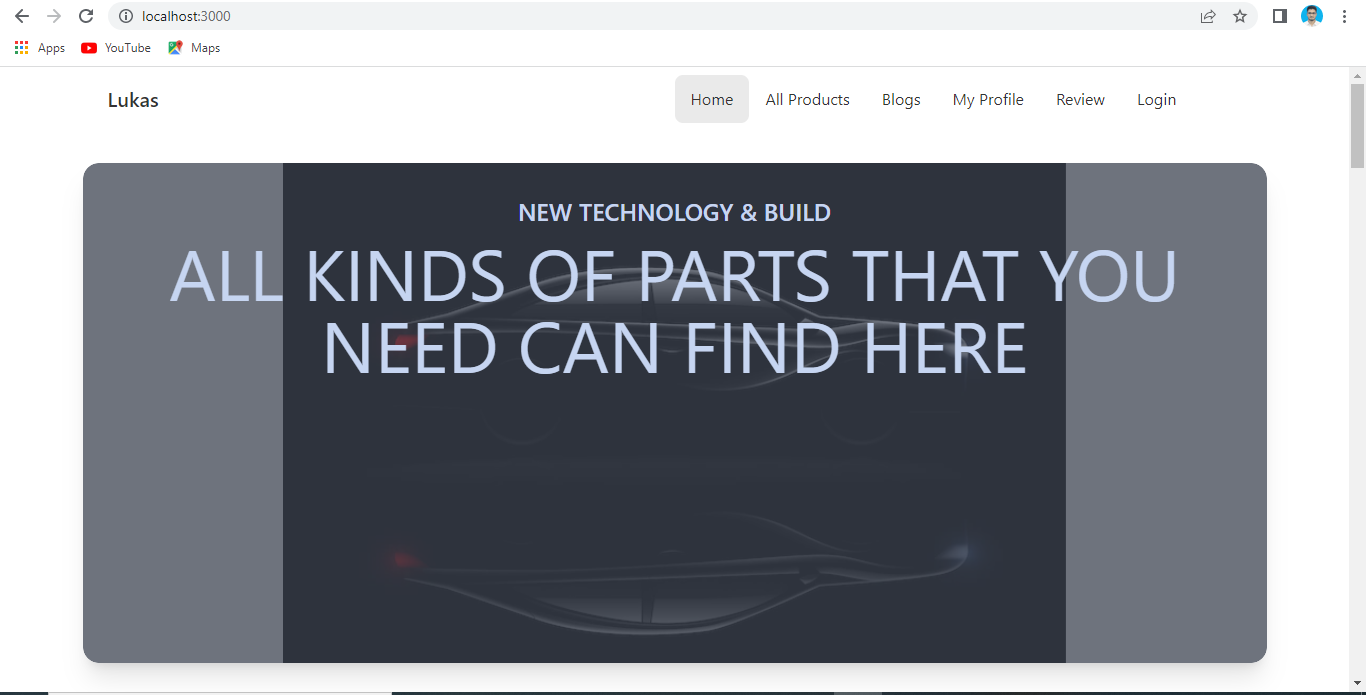 localhost:3000
Apps YouTube Maps
Lukas Home All Products Blogs My Profile Review Login
NEW TECHNOLOGY & BUILD
ALL KINDS OF PARTS THAT YOU
NEED CAN FIND HERE